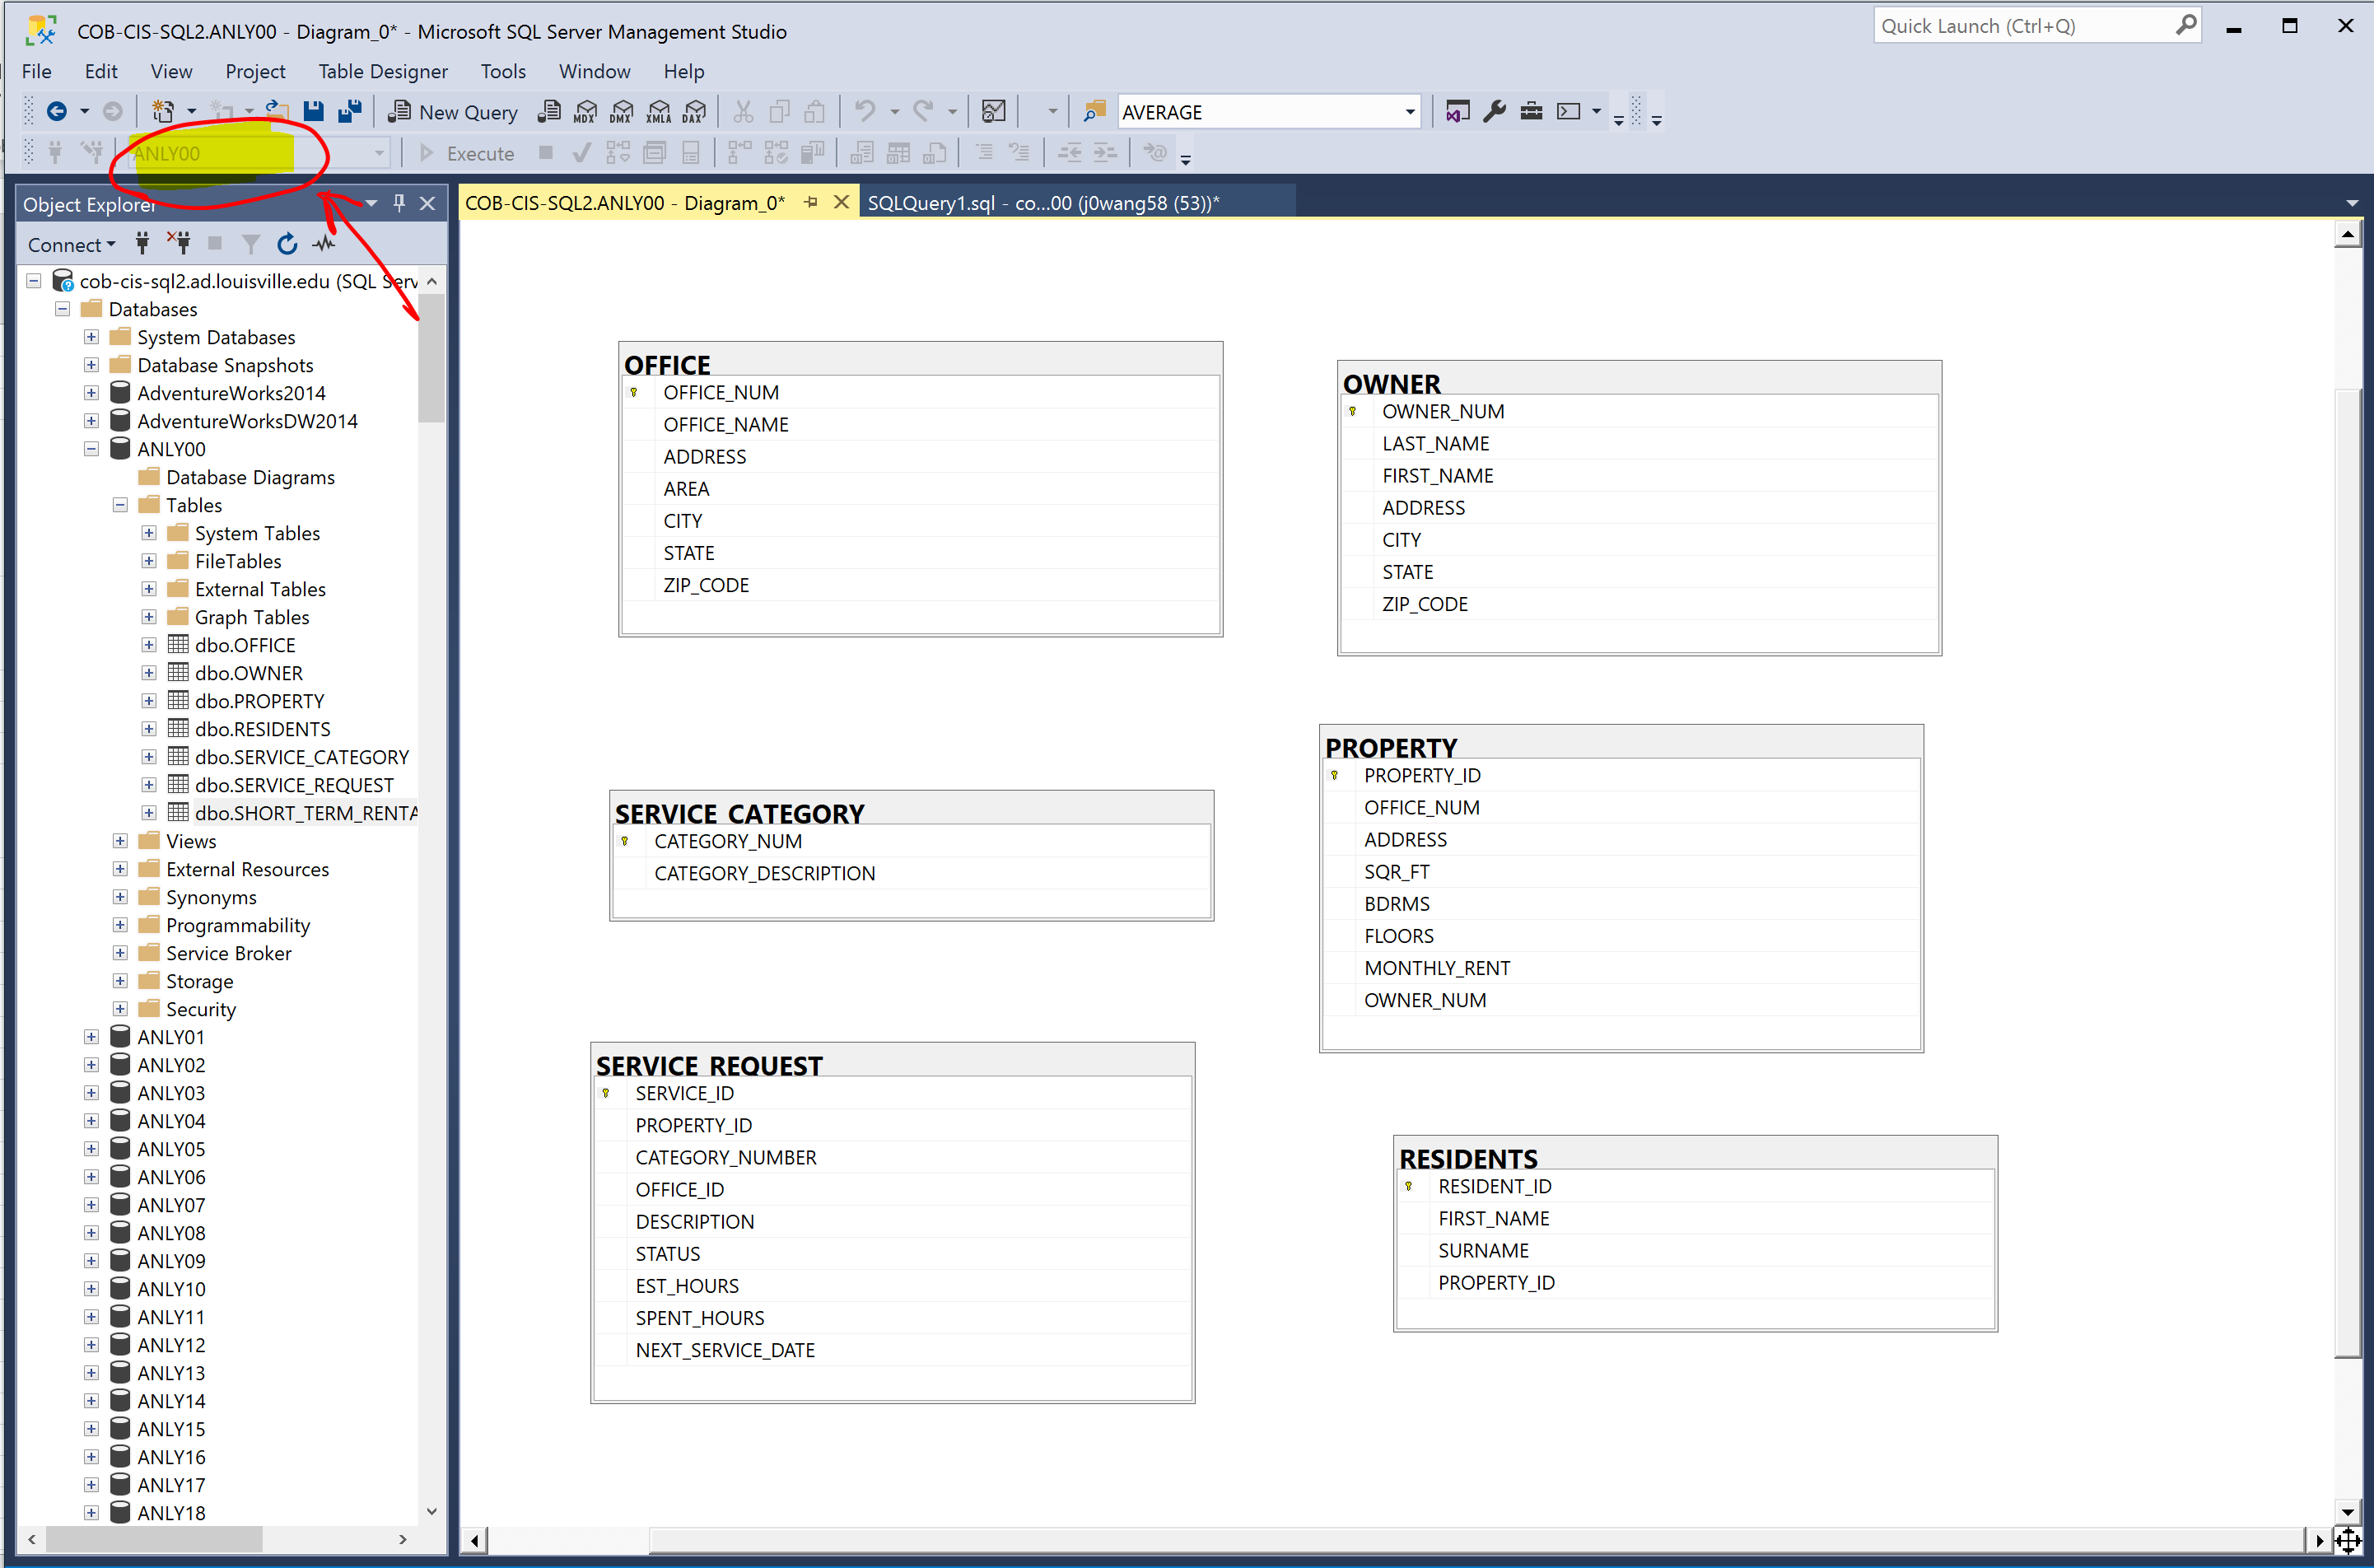 COB-CIS-SQL2.ANLY00 - Diagram_0* - Microsoft SQL Server Management Studio
Quick Launch (Ctrl+Q)
File Edit View Project Table Designer Tools Window Help
New Query MDX DMX XMLA DAX AVERAGE
ANLY00 Execute
Object Explorer
COB-CIS-SQL2.ANLY00 - Diagram_0* SQLQuery1.sql - co...00 (j0wang58 (53))*
Connect
cob-cis-sql2.ad.louisville.edu (SQL Serv
Databases
System Databases
Database Snapshots
AdventureWorks2014
AdventureWorksDW2014
ANLY00
Database Diagrams
Tables
System Tables
FileTables
External Tables
Graph Tables
dbo.OFFICE
dbo.OWNER
dbo.PROPERTY
dbo.RESIDENTS
dbo.SERVICE_CATEGORY
dbo.SERVICE_REQUEST
dbo.SHORT_TERM_RENTA
Views
External Resources
Synonyms
Programmability
Service Broker
Storage
Security
ANLY01
ANLY02
ANLY03
ANLY04
ANLY05
ANLY06
ANLY07
ANLY08
ANLY09
ANLY10
ANLY11
ANLY12
ANLY13
ANLY14
ANLY15
ANLY16
ANLY17
ANLY18
OFFICE
OFFICE_NUM
OFFICE_NAME
ADDRESS
AREA
CITY
STATE
ZIP_CODE
OWNER
OWNER_NUM
LAST_NAME
FIRST_NAME
ADDRESS
CITY
STATE
ZIP_CODE
SERVICE_CATEGORY
CATEGORY_NUM
CATEGORY_DESCRIPTION
PROPERTY
PROPERTY_ID
OFFICE_NUM
ADDRESS
SQR_FT
BDRMS
FLOORS
MONTHLY_RENT
OWNER_NUM
SERVICE_REQUEST
SERVICE_ID
PROPERTY_ID
CATEGORY_NUMBER
OFFICE_ID
DESCRIPTION
STATUS
EST_HOURS
SPENT_HOURS
NEXT_SERVICE_DATE
RESIDENTS
RESIDENT_ID
FIRST_NAME
SURNAME
PROPERTY_ID